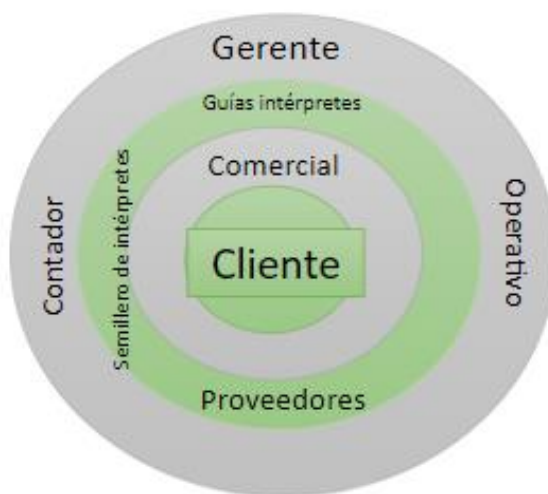 Gerente
Guías intérpretes
Comercial
Contador
Semillero de intérpretes
Cliente
Operativo
Proveedores